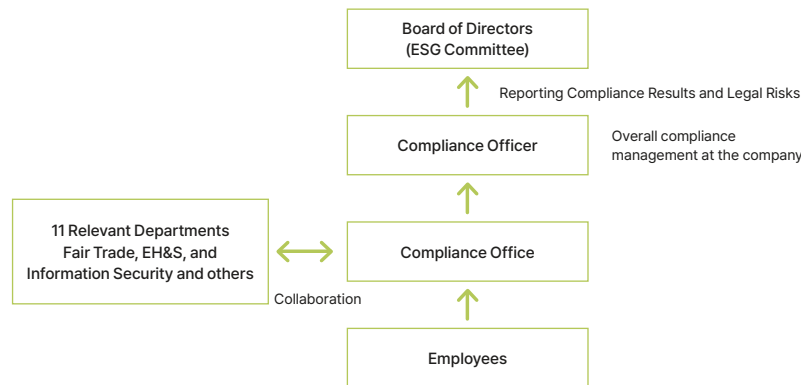 Board of Directors
(ESG Committee)
Reporting Compliance Results and Legal Risks
Compliance Officer
Overall compliance
management at the company
11 Relevant Departments
Fair Trade, EH&S, and
Information Security and others
Compliance Office
Collaboration
Employees